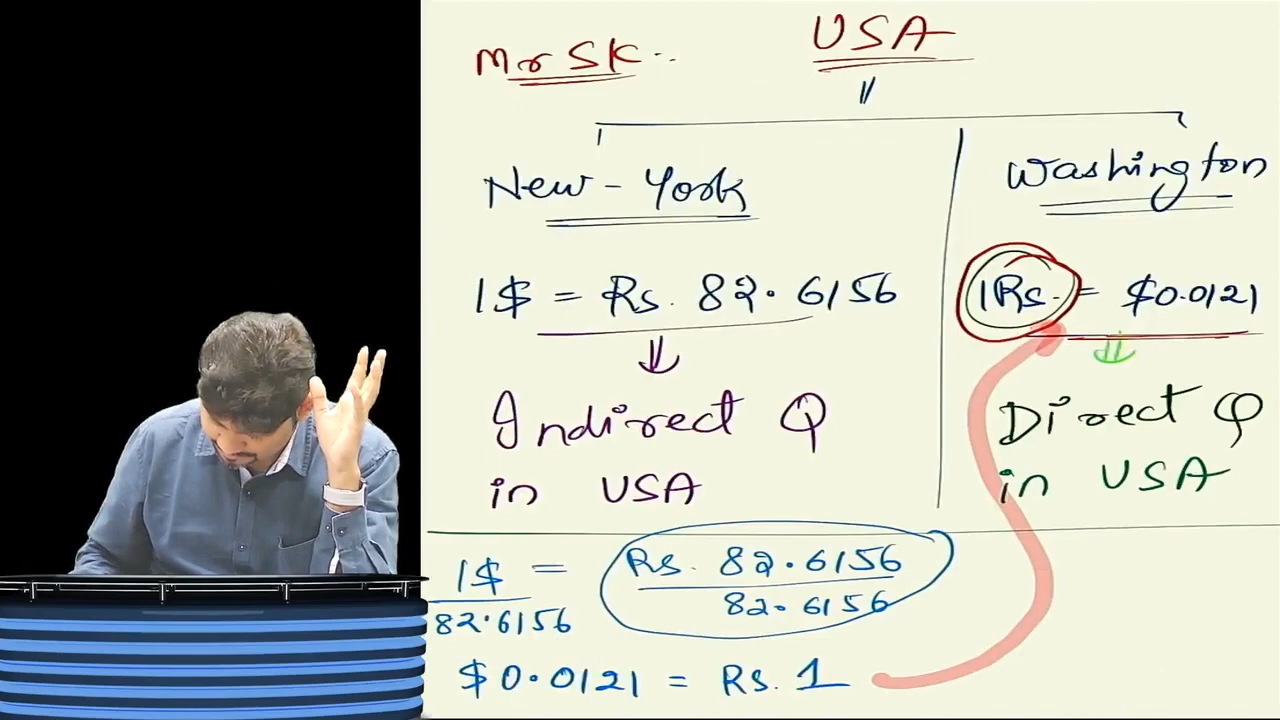 Mr SK..
USA
New-York
1$ = Rs. 82.6156
Indirect Q
in USA
Washington
1Rs. = $0.0121
Direct Q
in USA
1$ = Rs. 82.6156
82.6156 82.6156
$0.0121 = Rs. 1